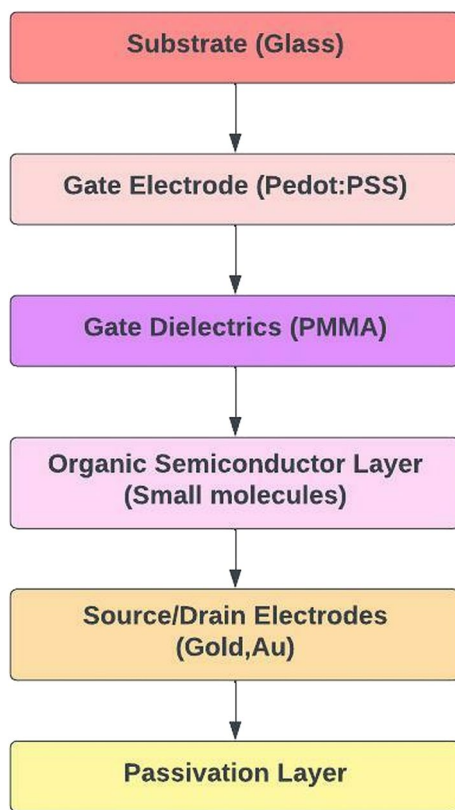 Substrate (Glass)
Gate Electrode (Pedot:PSS)
Gate Dielectrics (PMMA)
Organic Semiconductor Layer
(Small molecules)
Source/Drain Electrodes
(Gold,Au)
Passivation Layer